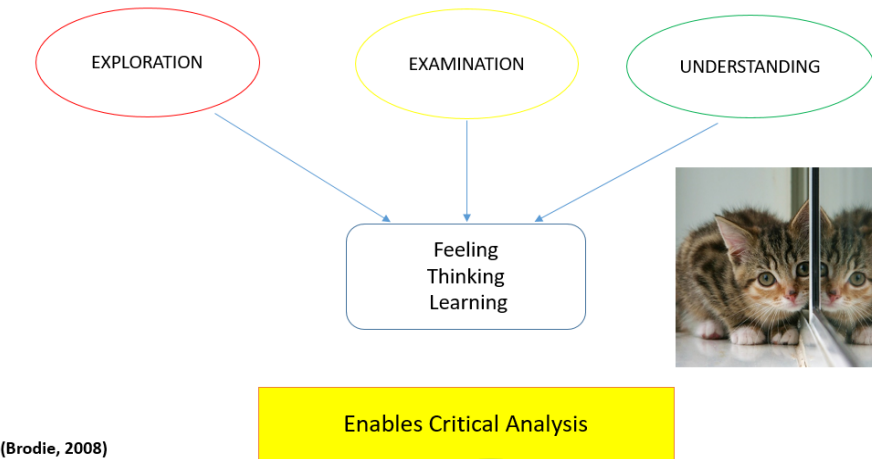 EXPLORATION
EXAMINATION
UNDERSTANDING
Feeling
Thinking
Learning
Enables Critical Analysis
(Brodie, 2008)